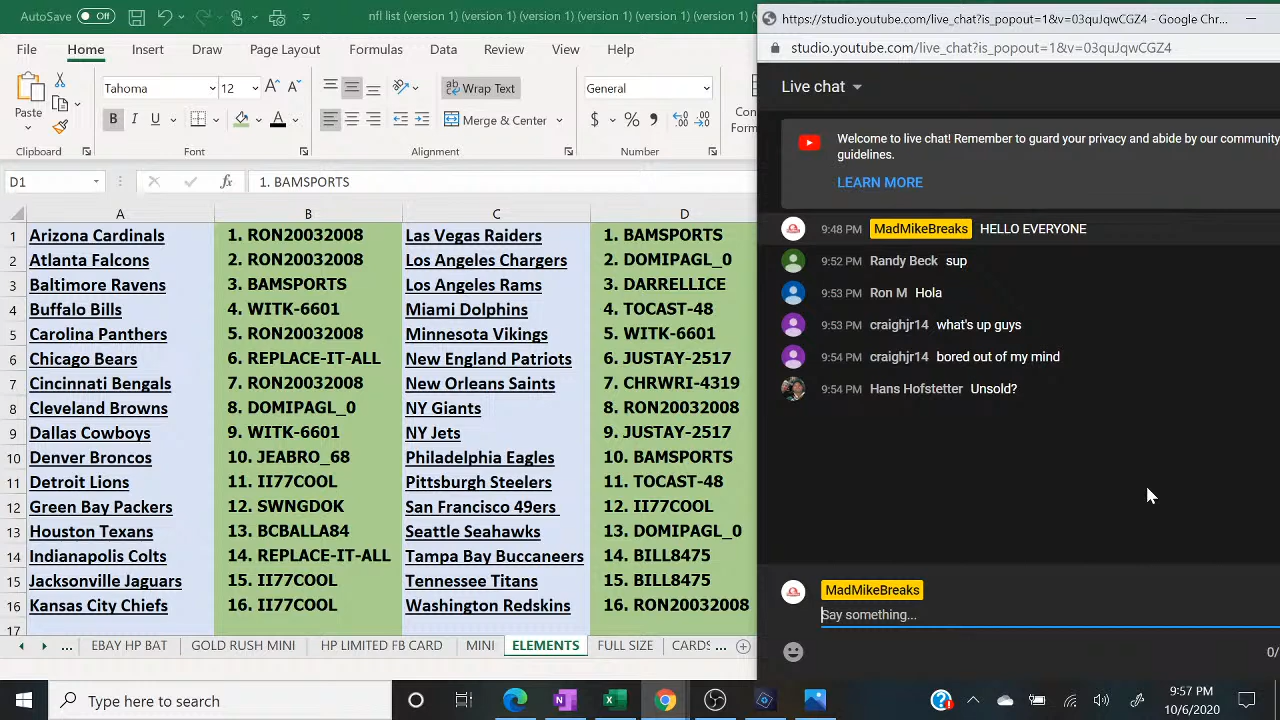 AutoSave Off
nfl list (version 1) (version 1) (version 1)
https://studio.youtube.com/live_chat?is_popout=1&v=03quJqwCGZ4 - Google Chr...
studio.youtube.com/live_chat?is_popout=1&v=03quJqwCGZ4
File Home Insert Draw Page Layout Formulas Data Review View Help
Paste
Tahoma 12
B I U
Wrap Text
Merge & Center
General
$ % 9
Con
Form
Clipboard Font Alignment Number
D1 fx 1. BAMSPORTS
A B C D
1 Arizona Cardinals 1. RON20032008 Las Vegas Raiders 1. BAMSPORTS
2 Atlanta Falcons 2. RON20032008 Los Angeles Chargers 2. DOMIPAGL_0
3 Baltimore Ravens 3. BAMSPORTS Los Angeles Rams 3. DARRELLICE
4 Buffalo Bills 4. WITK-6601 Miami Dolphins 4. TOCAST-48
5 Carolina Panthers 5. RON20032008 Minnesota Vikings 5. WITK-6601
6 Chicago Bears 6. REPLACE-IT-ALL New England Patriots 6. JUSTAY-2517
7 Cincinnati Bengals 7. RON20032008 New Orleans Saints 7. CHRWRI-4319
8 Cleveland Browns 8. DOMIPAGL_0 NY Giants 8. RON20032008
9 Dallas Cowboys 9. WITK-6601 NY Jets 9. JUSTAY-2517
10 Denver Broncos 10. JEABRO_68 Philadelphia Eagles 10. BAMSPORTS
11 Detroit Lions 11. II77COOL Pittsburgh Steelers 11. TOCAST-48
12 Green Bay Packers 12. SWNGDOK San Francisco 49ers 12. II77COOL
13 Houston Texans 13. BCBALLA84 Seattle Seahawks 13. DOMIPAGL_0
14 Indianapolis Colts 14. REPLACE-IT-ALL Tampa Bay Buccaneers 14. BILL8475
15 Jacksonville Jaguars 15. II77COOL Tennessee Titans 15. BILL8475
16 Kansas City Chiefs 16. II77COOL Washington Redskins 16. RON20032008
17
... EBAY HP BAT GOLD RUSH MINI HP LIMITED FB CARD MINI ELEMENTS FULL SIZE CARDS ...
Live chat
Welcome to live chat! Remember to guard your privacy and abide by our community
guidelines.
LEARN MORE
9:48 PM MadMikeBreaks HELLO EVERYONE
9:52 PM Randy Beck sup
9:53 PM Ron M Hola
9:53 PM craighjr14 what's up guys
9:54 PM craighjr14 bored out of my mind
9:54 PM Hans Hofstetter Unsold?
MadMikeBreaks
Say something...
0/
Type here to search
9:57 PM
10/6/2020